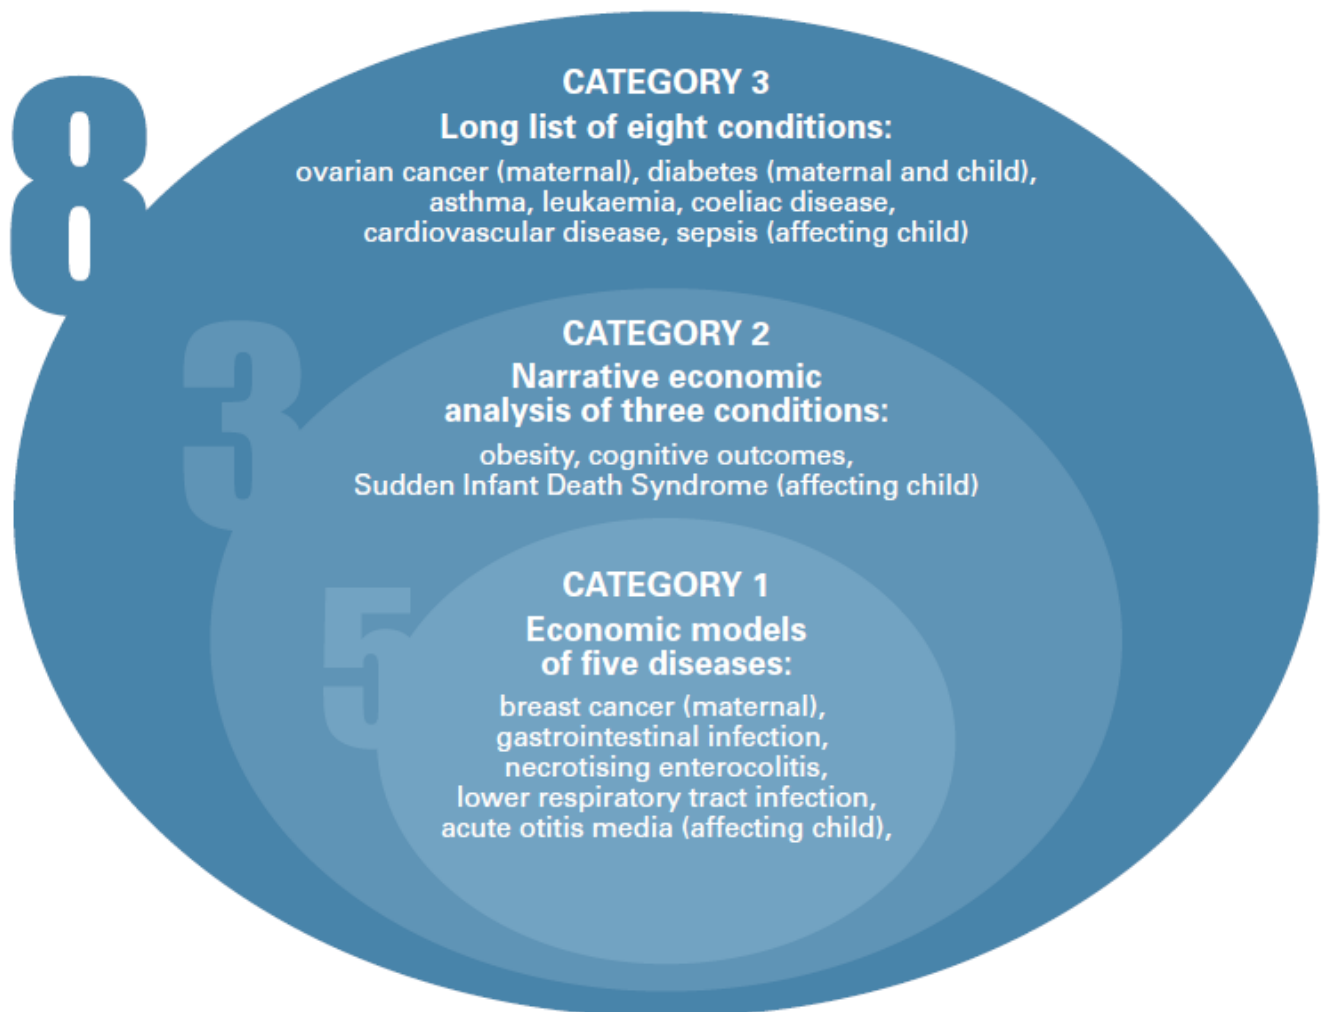 8
CATEGORY 3
Long list of eight conditions:
ovarian cancer (maternal), diabetes (maternal and child),
asthma, leukaemia, coeliac disease,
cardiovascular disease, sepsis (affecting child)
3
CATEGORY 2
Narrative economic
analysis of three conditions:
obesity, cognitive outcomes,
Sudden Infant Death Syndrome (affecting child)
5
CATEGORY 1
Economic models
of five diseases:
breast cancer (maternal),
gastrointestinal infection,
necrotising enterocolitis,
lower respiratory tract infection,
acute otitis media (affecting child),